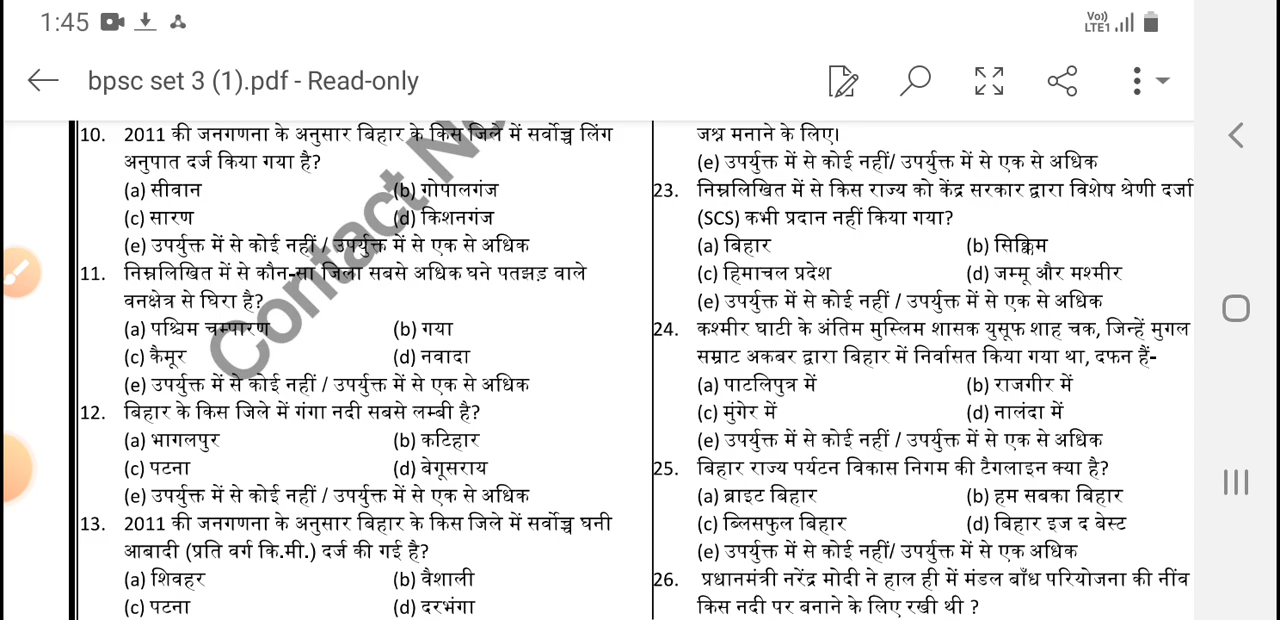 1:45
Vo)) LTE1
bpsc set 3 (1).pdf - Read-only
10. 2011 की जनगणना के अनुसार बिहार के किस जिले में सर्वोच्च लिंग
अनुपात दर्ज किया गया है?
(a) सीवान (b) गोपालगंज
(c) सारण (d) किशनगंज
(e) उपर्युक्त में से कोई नहीं / उपर्युक्त में से एक से अधिक
11. निम्नलिखित में से कौन-सा जिला सबसे अधिक घने पतझड़ वाले
वनक्षेत्र से घिरा है?
(a) पश्चिम चम्पारण (b) गया
(c) कैमूर (d) नवादा
(e) उपर्युक्त में से कोई नहीं / उपर्युक्त में से एक से अधिक
12. बिहार के किस जिले में गंगा नदी सबसे लम्बी है?
(a) भागलपुर (b) कटिहार
(c) पटना (d) बेगूसराय
(e) उपर्युक्त में से कोई नहीं / उपर्युक्त में से एक से अधिक
13. 2011 की जनगणना के अनुसार बिहार के किस जिले में सर्वोच्च घनी
आबादी (प्रति वर्ग कि.मी.) दर्ज की गई है?
(a) शिवहर (b) वैशाली
(c) पटना (d) दरभंगा
Contact No
जश्न मनाने के लिए।
(e) उपर्युक्त में से कोई नहीं/ उपर्युक्त में से एक से अधिक
23. निम्नलिखित में से किस राज्य को केंद्र सरकार द्वारा विशेष श्रेणी दर्जा
(SCS) कभी प्रदान नहीं किया गया?
(a) बिहार (b) सिक्किम
(c) हिमाचल प्रदेश (d) जम्मू और मश्मीर
(e) उपर्युक्त में से कोई नहीं / उपर्युक्त में से एक से अधिक
24. कश्मीर घाटी के अंतिम मुस्लिम शासक युसूफ शाह चक, जिन्हें मुगल
सम्राट अकबर द्वारा बिहार में निर्वासत किया गया था, दफन हैं-
(a) पाटलिपुत्र में (b) राजगीर में
(c) मुंगेर में (d) नालंदा में
(e) उपर्युक्त में से कोई नहीं / उपर्युक्त में से एक से अधिक
25. बिहार राज्य पर्यटन विकास निगम की टैगलाइन क्या है?
(a) ब्राइट बिहार (b) हम सबका बिहार
(c) ब्लिसफुल बिहार (d) बिहार इज द बेस्ट
(e) उपर्युक्त में से कोई नहीं/ उपर्युक्त में से एक अधिक
26. प्रधानमंत्री नरेंद्र मोदी ने हाल ही में मंडल बाँध परियोजना की नींव
किस नदी पर बनाने के लिए रखी थी ?